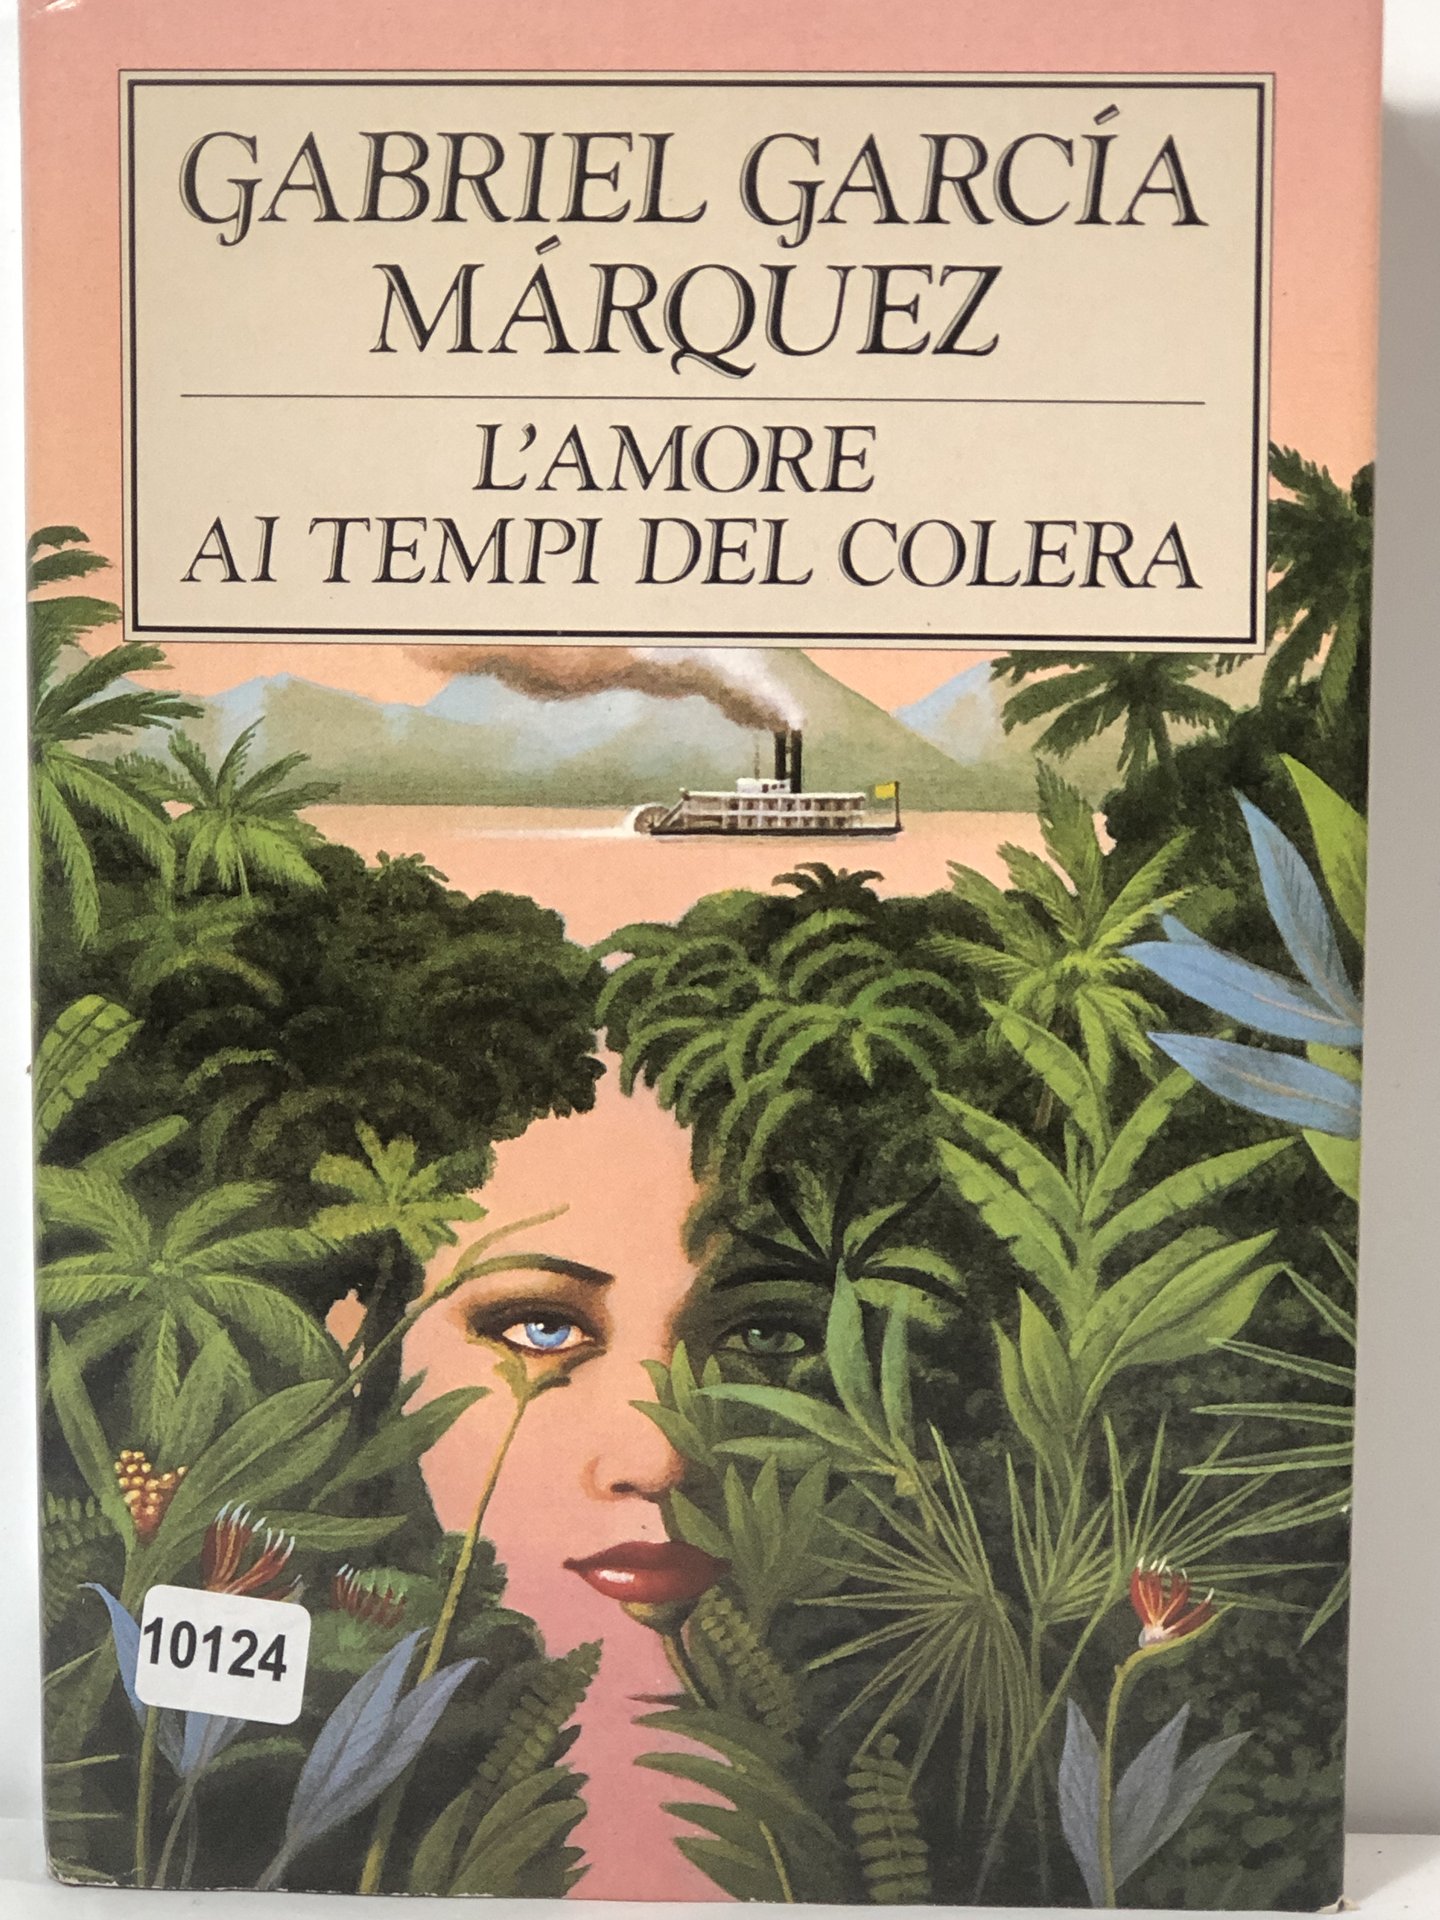 GABRIEL GARCÍA
MÁRQUEZ
L'AMORE
AI TEMPI DEL COLERA
10124